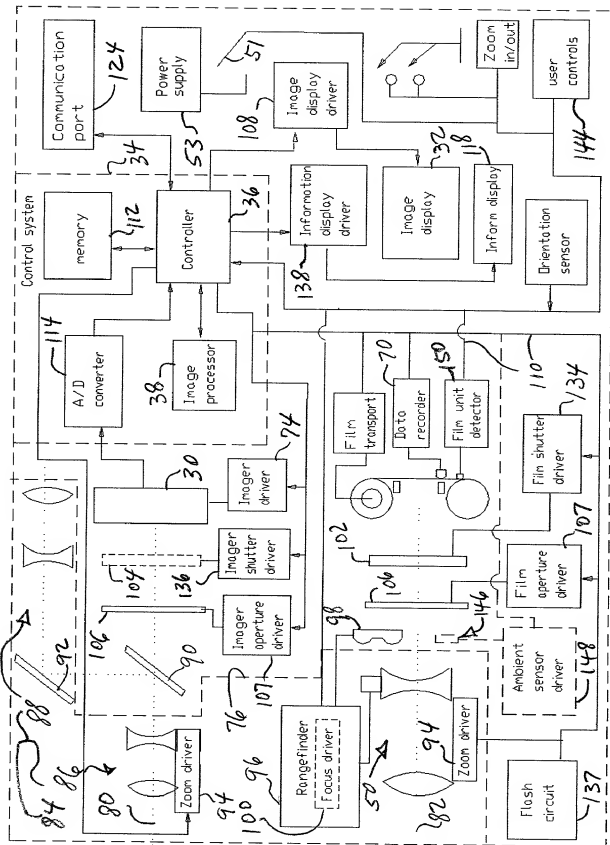 Control system
34
Communication
port
124
Power
supply
53
51
memory
112
114
A/D
converter
Controller
36
108
Image
display
driver
Image
processor
38
Information
display
driver
138
Image
display
32
118
Inform display
Zoom
in/out
user
controls
144
Orientation
sensor
88
92
84
86
80
90
Zoom driver
94
106
104
30
76
107
Imager
aperture
driver
136
Imager
shutter
driver
Imager
driver
74
96
100
Rangefinder
Focus driver
98
106
102
Film
transport
Data
recorder
70
Film unit
detector
150
110
50
82
94
Zoom driver
146
Film
aperture
driver
107
Film shutter
driver
134
Ambient
sensor
driver
148
Flash
circuit
137